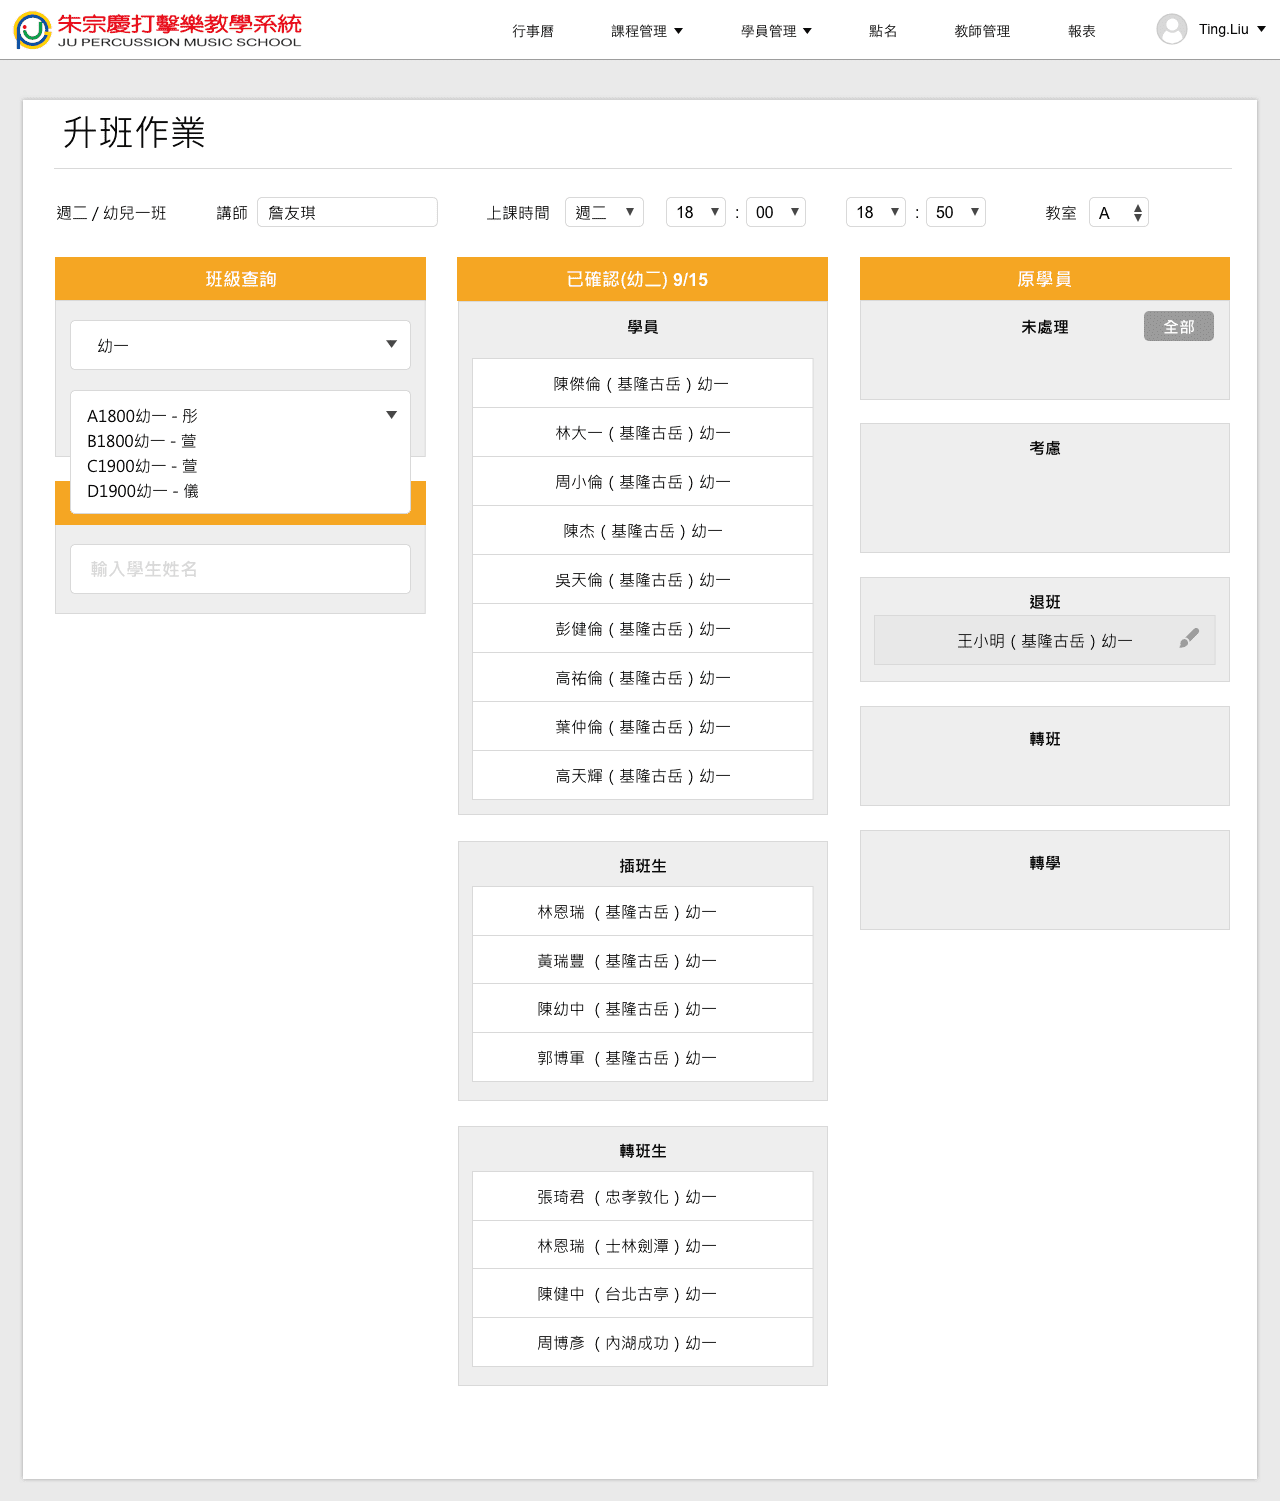 朱宗慶打擊樂教學系統
JU PERCUSSION MUSIC SCHOOL
行事曆 課程管理 學員管理 點名 教師管理 報表 Ting.Liu
升班作業
週二 / 幼兒一班 講師 詹友琪 上課時間 週二 18 : 00 18 : 50 教室 A
班級查詢
幼一
A1800幼一 - 彤
B1800幼一 - 萱
C1900幼一 - 萱
D1900幼一 - 儀
輸入學生姓名
已確認(幼二) 9/15
學員
陳傑倫 ( 基隆古岳 ) 幼一
林大一 ( 基隆古岳 ) 幼一
周小倫 ( 基隆古岳 ) 幼一
陳杰 ( 基隆古岳 ) 幼一
吳天倫 ( 基隆古岳 ) 幼一
彭健倫 ( 基隆古岳 ) 幼一
高祐倫 ( 基隆古岳 ) 幼一
葉仲倫 ( 基隆古岳 ) 幼一
高天輝 ( 基隆古岳 ) 幼一
插班生
林恩瑞 ( 基隆古岳 ) 幼一
黃瑞豐 ( 基隆古岳 ) 幼一
陳幼中 ( 基隆古岳 ) 幼一
郭博軍 ( 基隆古岳 ) 幼一
轉班生
張琦君 ( 忠孝敦化 ) 幼一
林恩瑞 ( 士林劍潭 ) 幼一
陳健中 ( 台北古亭 ) 幼一
周博彥 ( 內湖成功 ) 幼一
原學員
未處理 全部
考慮
退班
王小明 ( 基隆古岳 ) 幼一
轉班
轉學